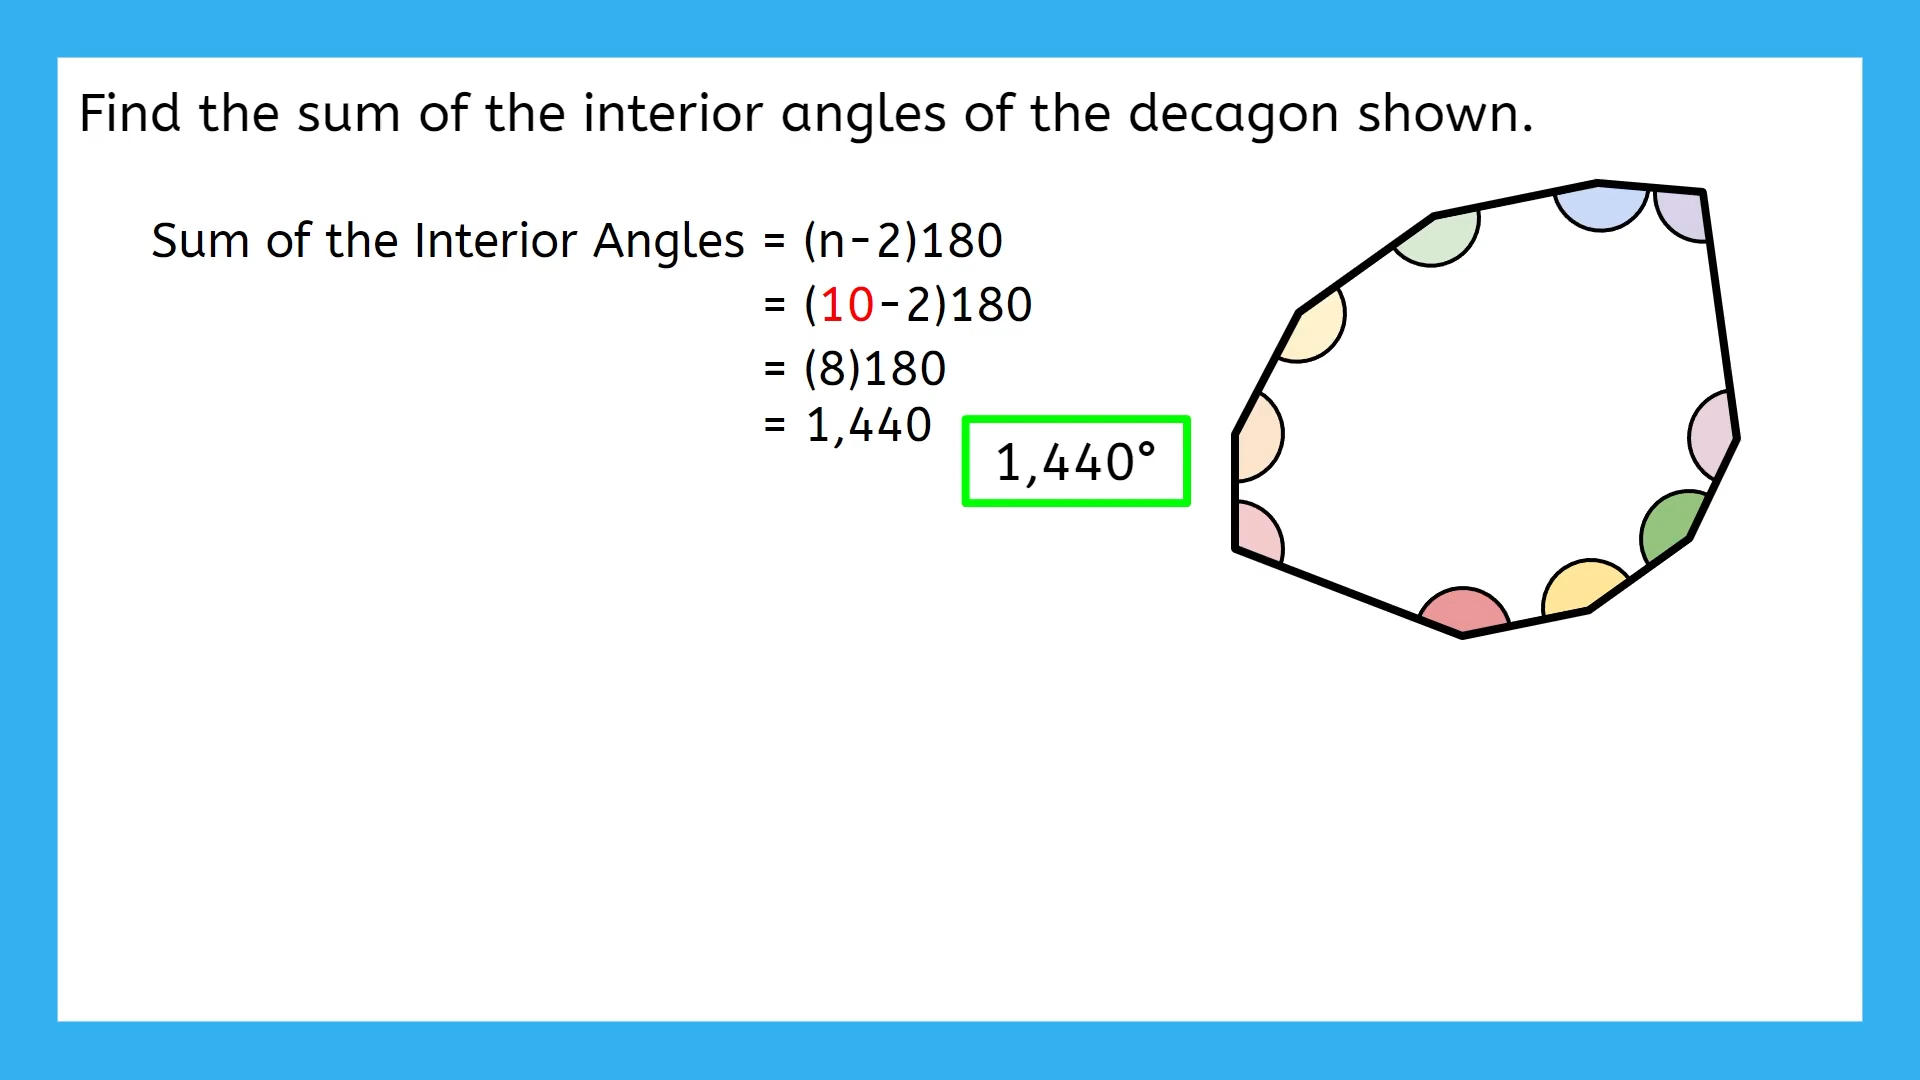 Find the sum of the interior angles of the decagon shown.
Sum of the Interior Angles = (n-2)180
= (10-2)180
= (8)180
= 1,440
1,440°